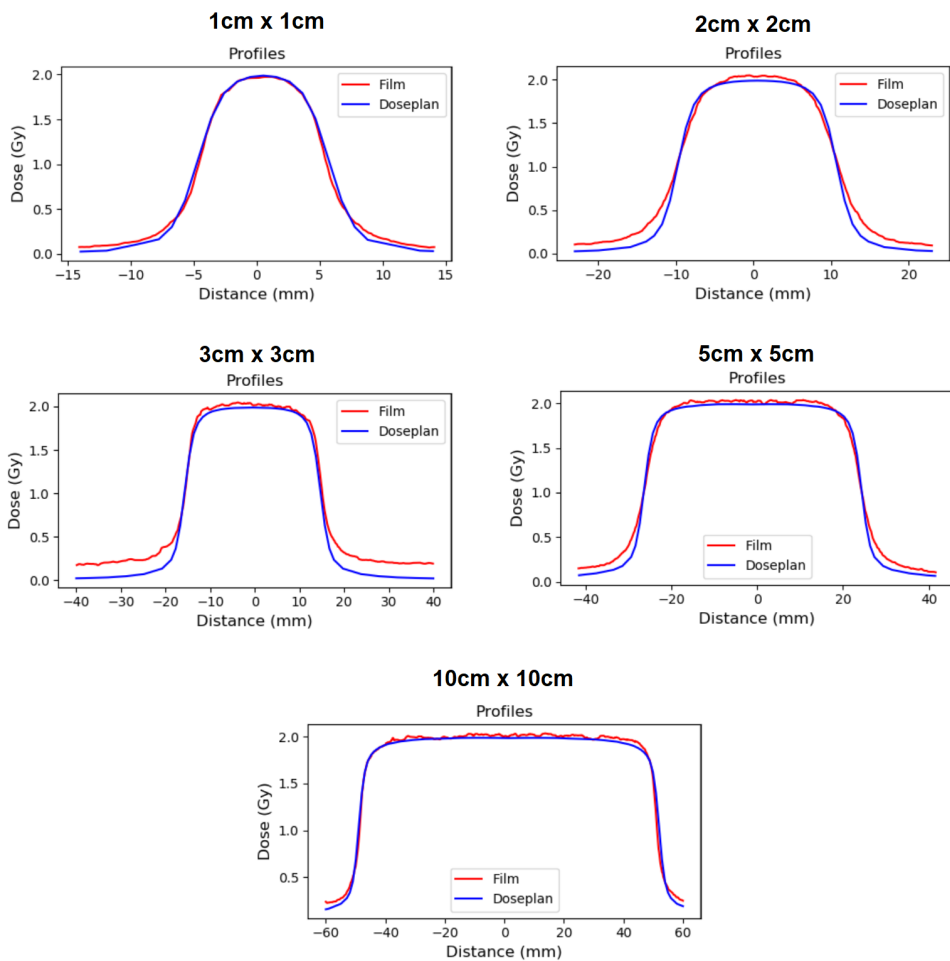 1cm x 1cm
Profiles
Film
Doseplan
Dose (Gy)
2.0
1.5
1.0
0.5
0.0
−15 −10 −5 0 5 10 15
Distance (mm)
2cm x 2cm
Profiles
Film
Doseplan
Dose (Gy)
2.0
1.5
1.0
0.5
0.0
−20 −10 0 10 20
Distance (mm)
3cm x 3cm
Profiles
Film
Doseplan
Dose (Gy)
2.0
1.5
1.0
0.5
0.0
−40 −30 −20 −10 0 10 20 30 40
Distance (mm)
5cm x 5cm
Profiles
Dose (Gy)
2.0
1.5
1.0
0.5
0.0
Film
Doseplan
−40 −20 0 20 40
Distance (mm)
10cm x 10cm
Profiles
Dose (Gy)
2.0
1.5
1.0
0.5
Film
Doseplan
−60 −40 −20 0 20 40 60
Distance (mm)